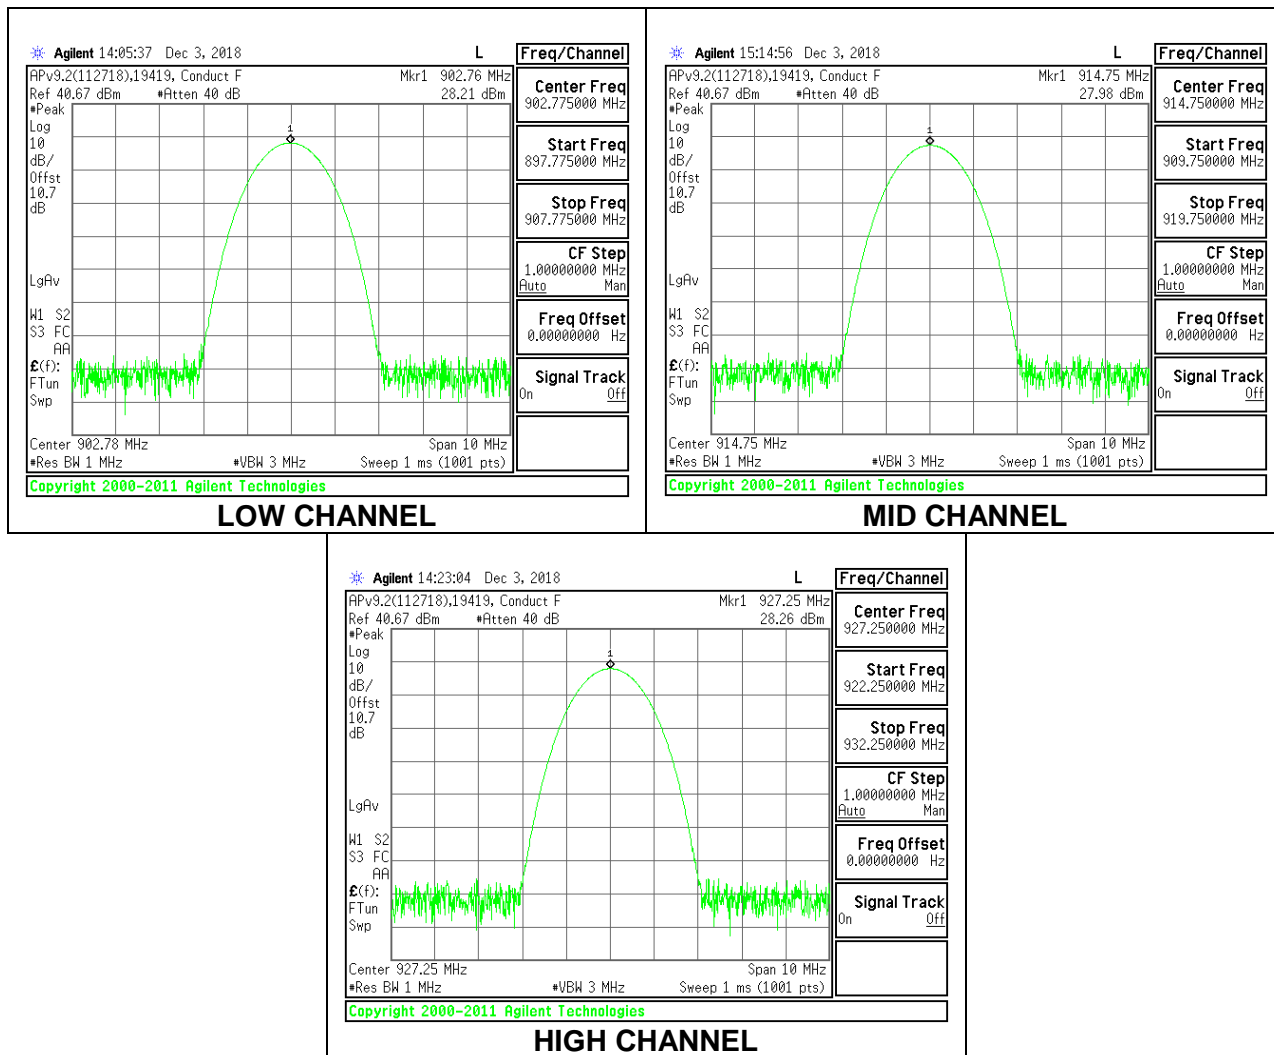 Agilent 14:05:37 Dec 3, 2018 L Freq/Channel
APv9.2(112718),19419, Conduct F Mkr1 902.76 MHz
Ref 40.67 dBm #Atten 40 dB 28.21 dBm
#Peak
Log
10
dB/
Offst
10.7
dB
1
LgAv
W1 S2
S3 FC
AA
£(f):
FTun
Swp
Center 902.78 MHz Span 10 MHz
#Res BW 1 MHz #VBW 3 MHz Sweep 1 ms (1001 pts)
Copyright 2000-2011 Agilent Technologies
Center Freq
902.775000 MHz
Start Freq
897.775000 MHz
Stop Freq
907.775000 MHz
CF Step
1.00000000 MHz
Auto Man
Freq Offset
0.00000000 Hz
Signal Track
On Off
LOW CHANNEL
Agilent 15:14:56 Dec 3, 2018 L Freq/Channel
APv9.2(112718),19419, Conduct F Mkr1 914.75 MHz
Ref 40.67 dBm #Atten 40 dB 27.98 dBm
#Peak
Log
10
dB/
Offst
10.7
dB
1
LgAv
W1 S2
S3 FC
AA
£(f):
FTun
Swp
Center 914.75 MHz Span 10 MHz
#Res BW 1 MHz #VBW 3 MHz Sweep 1 ms (1001 pts)
Copyright 2000-2011 Agilent Technologies
Center Freq
914.750000 MHz
Start Freq
909.750000 MHz
Stop Freq
919.750000 MHz
CF Step
1.00000000 MHz
Auto Man
Freq Offset
0.00000000 Hz
Signal Track
On Off
MID CHANNEL
Agilent 14:23:04 Dec 3, 2018 L Freq/Channel
APv9.2(112718),19419, Conduct F Mkr1 927.25 MHz
Ref 40.67 dBm #Atten 40 dB 28.26 dBm
#Peak
Log
10
dB/
Offst
10.7
dB
1
LgAv
W1 S2
S3 FC
AA
£(f):
FTun
Swp
Center 927.25 MHz Span 10 MHz
#Res BW 1 MHz #VBW 3 MHz Sweep 1 ms (1001 pts)
Copyright 2000-2011 Agilent Technologies
Center Freq
927.250000 MHz
Start Freq
922.250000 MHz
Stop Freq
932.250000 MHz
CF Step
1.00000000 MHz
Auto Man
Freq Offset
0.00000000 Hz
Signal Track
On Off
HIGH CHANNEL